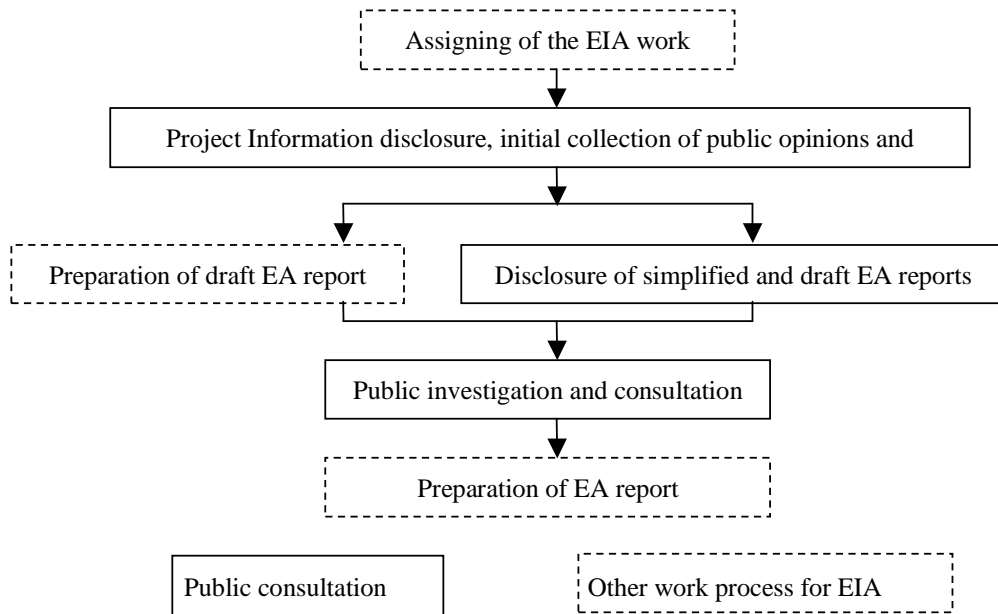 Assigning of the EIA work
Project Information disclosure, initial collection of public opinions and
Preparation of draft EA report
Disclosure of simplified and draft EA reports
Public investigation and consultation
Preparation of EA report
Public consultation
Other work process for EIA